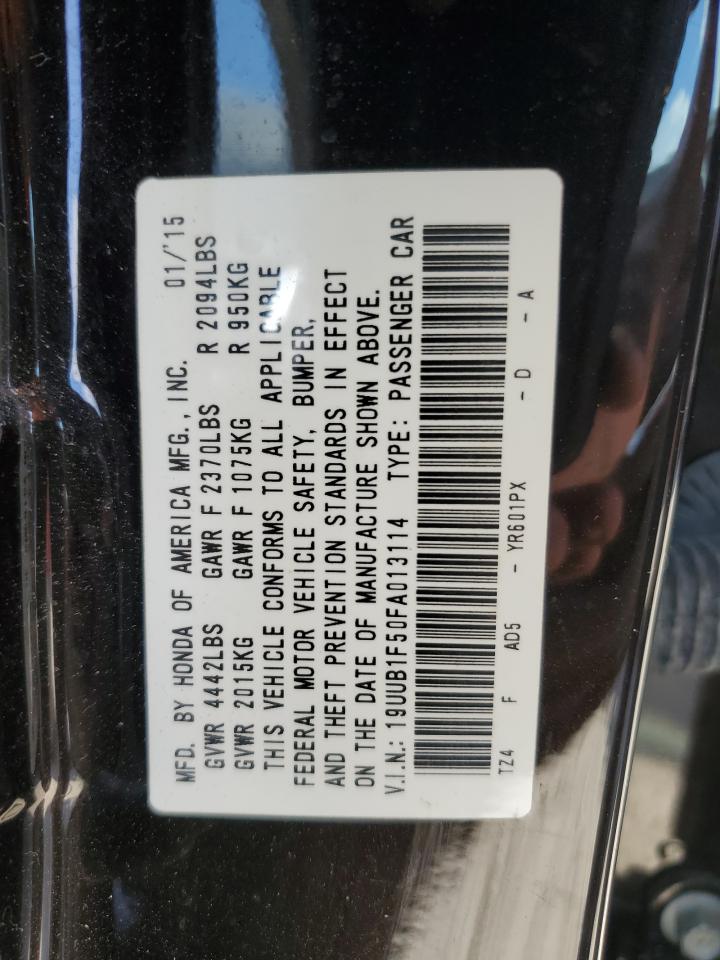 MFD. BY HONDA OF AMERICA MFG., INC. 01/'15
GVWR 4442LBS GAWR F 2370LBS R 2094LBS
GVWR 2015KG GAWR F 1075KG R 950KG
THIS VEHICLE CONFORMS TO ALL APPLICABLE
FEDERAL MOTOR VEHICLE SAFETY, BUMPER,
AND THEFT PREVENTION STANDARDS IN EFFECT
ON THE DATE OF MANUFACTURE SHOWN ABOVE.
V.I.N.: 19UUB1F50FA013114 TYPE: PASSENGER CAR
TZ4 F AD5 - YR601PX - D - A